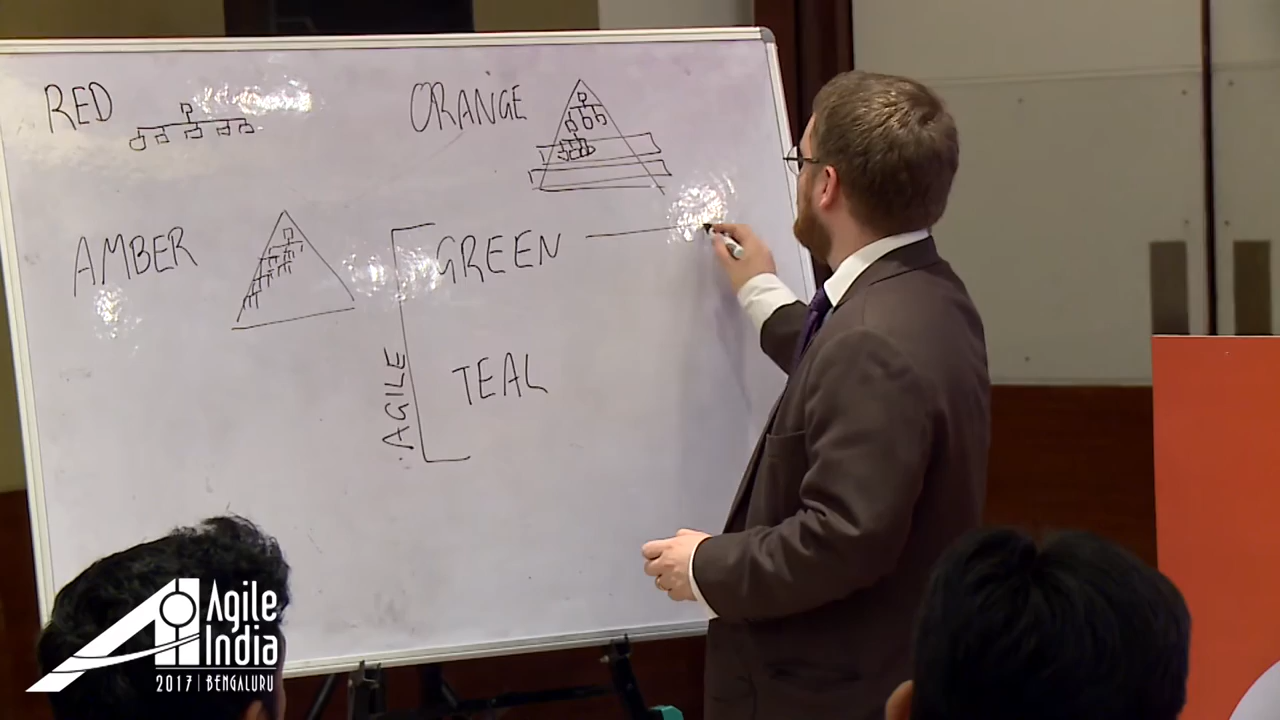 RED
ORANGE
AMBER
GREEN
AGILE
TEAL
Agile
India
2017 | BENGALURU